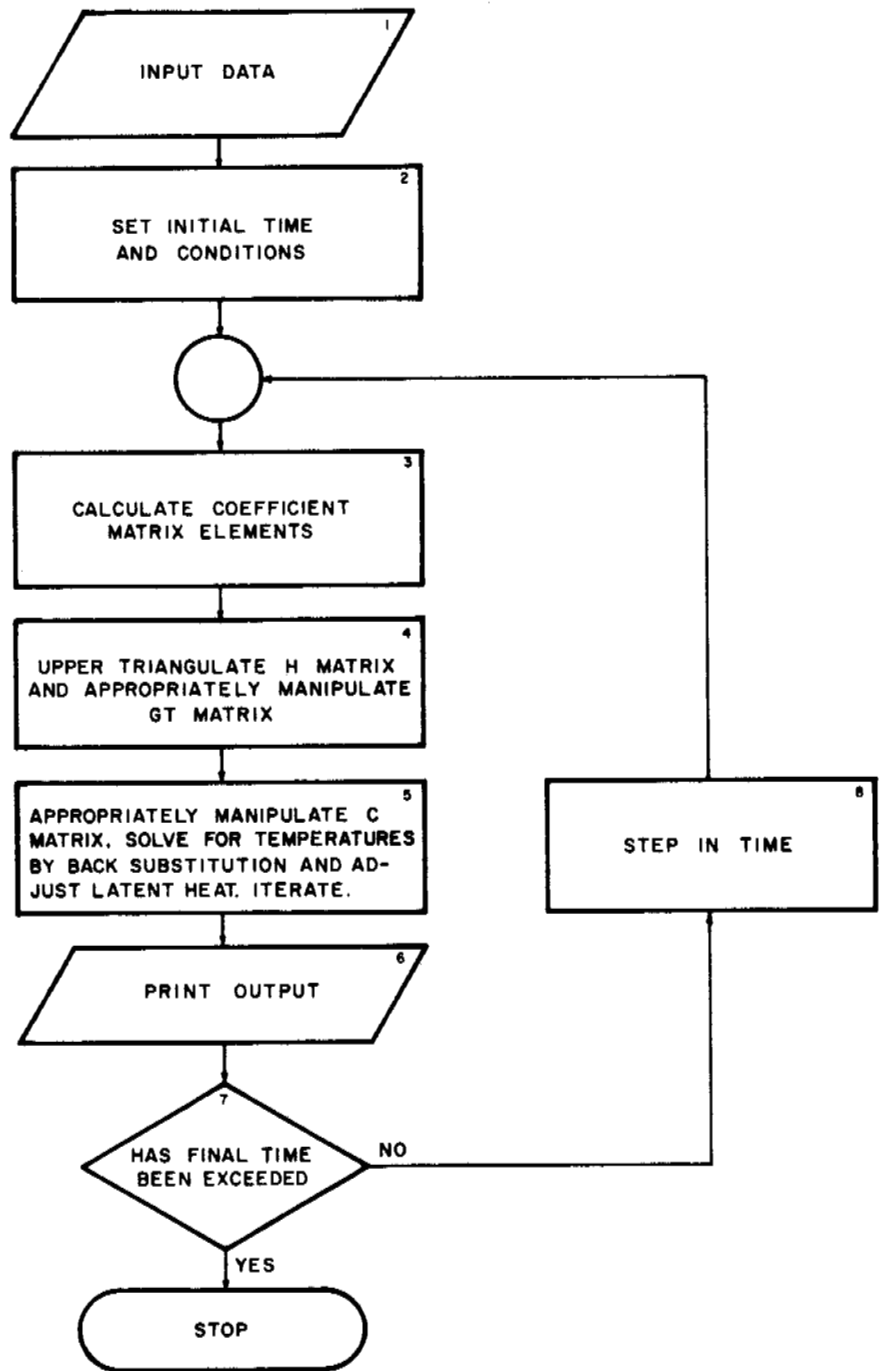 1
INPUT DATA
2
SET INITIAL TIME
AND CONDITIONS
3
CALCULATE COEFFICIENT
MATRIX ELEMENTS
4
UPPER TRIANGULATE H MATRIX
AND APPROPRIATELY MANIPULATE
GT MATRIX
5
APPROPRIATELY MANIPULATE C
MATRIX. SOLVE FOR TEMPERATURES
BY BACK SUBSTITUTION AND AD-
JUST LATENT HEAT. ITERATE.
8
STEP IN TIME
6
PRINT OUTPUT
7
HAS FINAL TIME
BEEN EXCEEDED
NO
YES
STOP